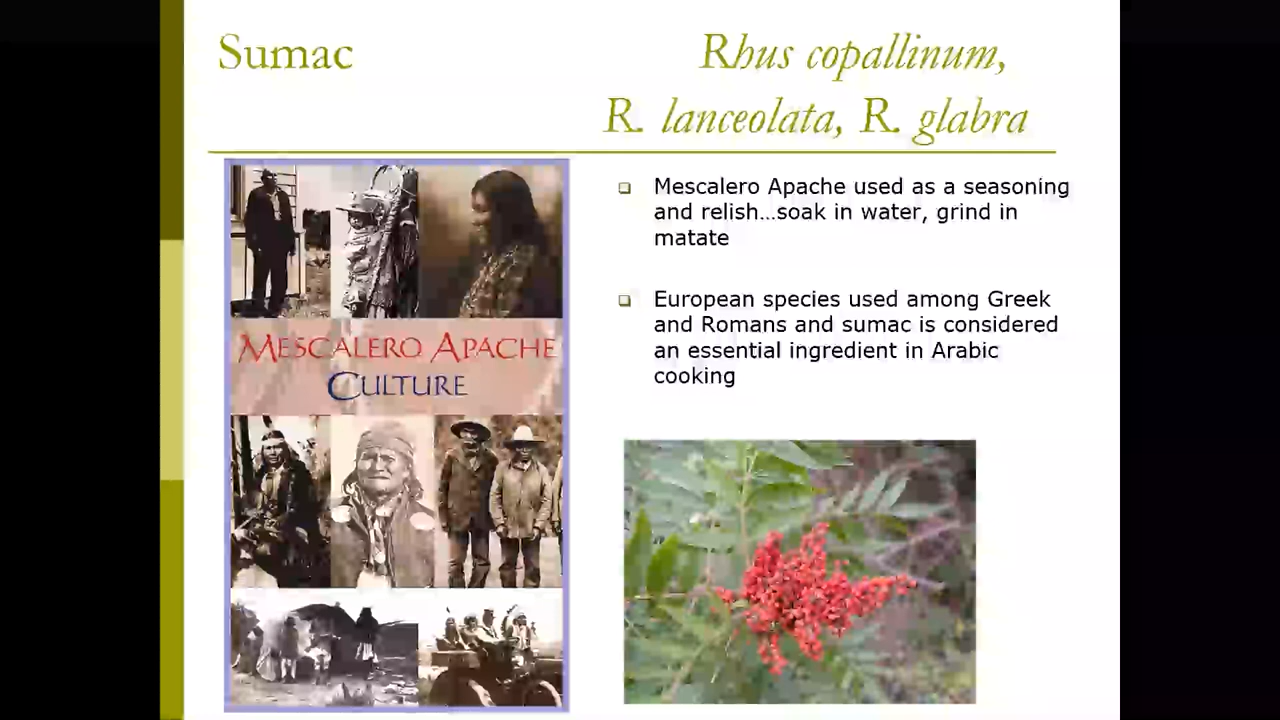 Sumac
Rhus copallinum,
R. lanceolata, R. glabra
MESCALERO APACHE
CULTURE
Mescalero Apache used as a seasoning
and relish…soak in water, grind in
matate
European species used among Greek
and Romans and sumac is considered
an essential ingredient in Arabic
cooking